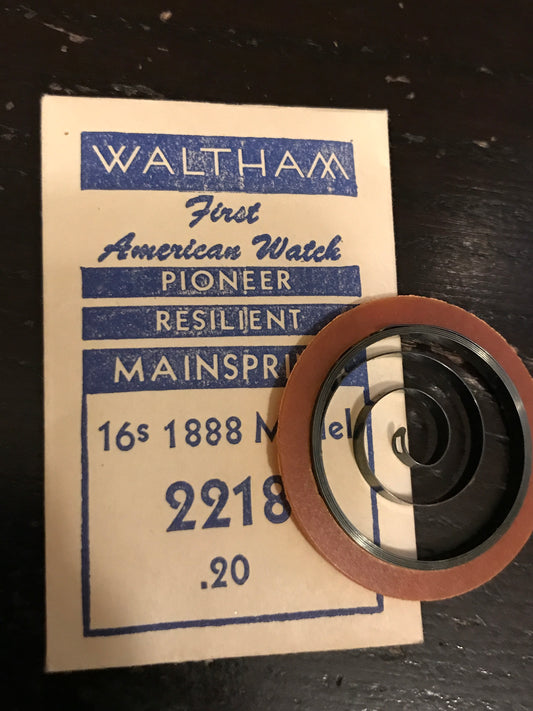 WALTHAM
First
American Watch
PIONEER
RESILIENT
MAINSPRI
16s 1888 M el
2218
.20